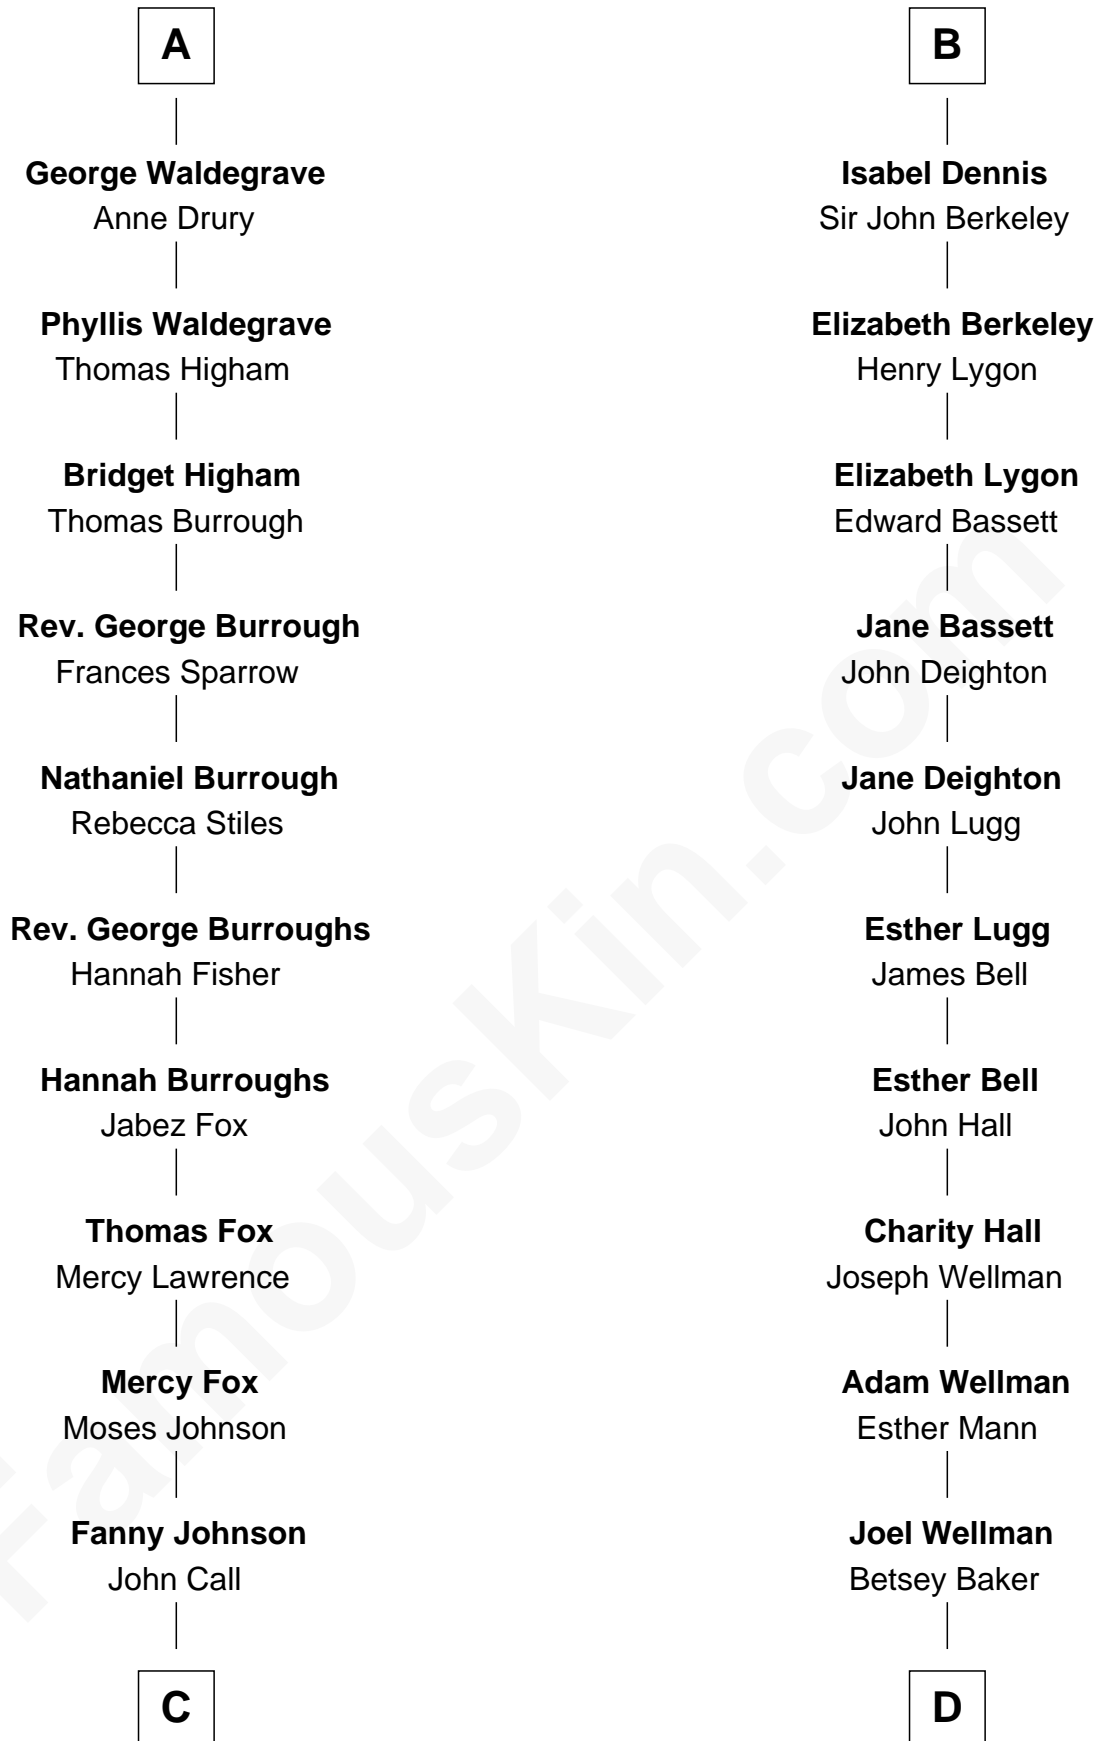 A
George Waldegrave
Anne Drury
Phyllis Waldegrave
Thomas Higham
Bridget Higham
Thomas Burrough
Rev. George Burrough
Frances Sparrow
Nathaniel Burrough
Rebecca Stiles
Rev. George Burroughs
Hannah Fisher
Hannah Burroughs
Jabez Fox
Thomas Fox
Mercy Lawrence
Mercy Fox
Moses Johnson
Fanny Johnson
John Call
C
B
Isabel Dennis
Sir John Berkeley
Elizabeth Berkeley
Henry Lygon
Elizabeth Lygon
Edward Bassett
Jane Bassett
John Deighton
Jane Deighton
John Lugg
Esther Lugg
James Bell
Esther Bell
John Hall
Charity Hall
Joseph Wellman
Adam Wellman
Esther Mann
Joel Wellman
Betsey Baker
D
FamousKin.com